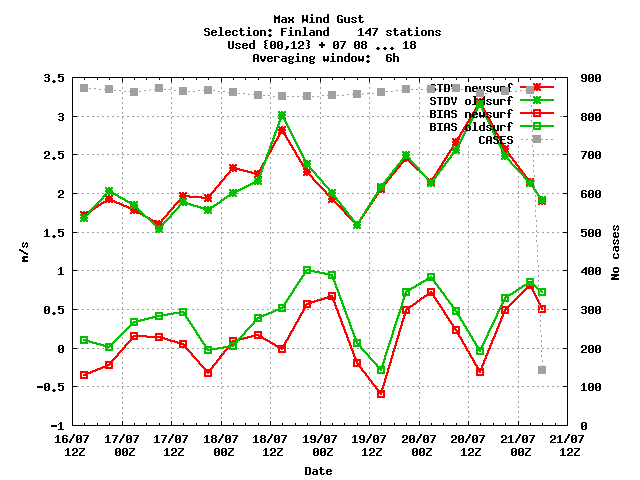 Max Wind Gust
Selection: Finland 147 stations
Used {00,12} + 07 08 ... 18
Averaging window: 6h
STDV newsurf
STDV oldsurf
BIAS newsurf
BIAS oldsurf
CASES
3.5
3
2.5
2
1.5
1
0.5
0
-0.5
-1
m/s
900
800
700
600
500
400
300
200
100
0
No cases
16/07 17/07 17/07 18/07 18/07 19/07 19/07 20/07 20/07 21/07 21/07
12Z 00Z 12Z 00Z 12Z 00Z 12Z 00Z 12Z 00Z 12Z
Date